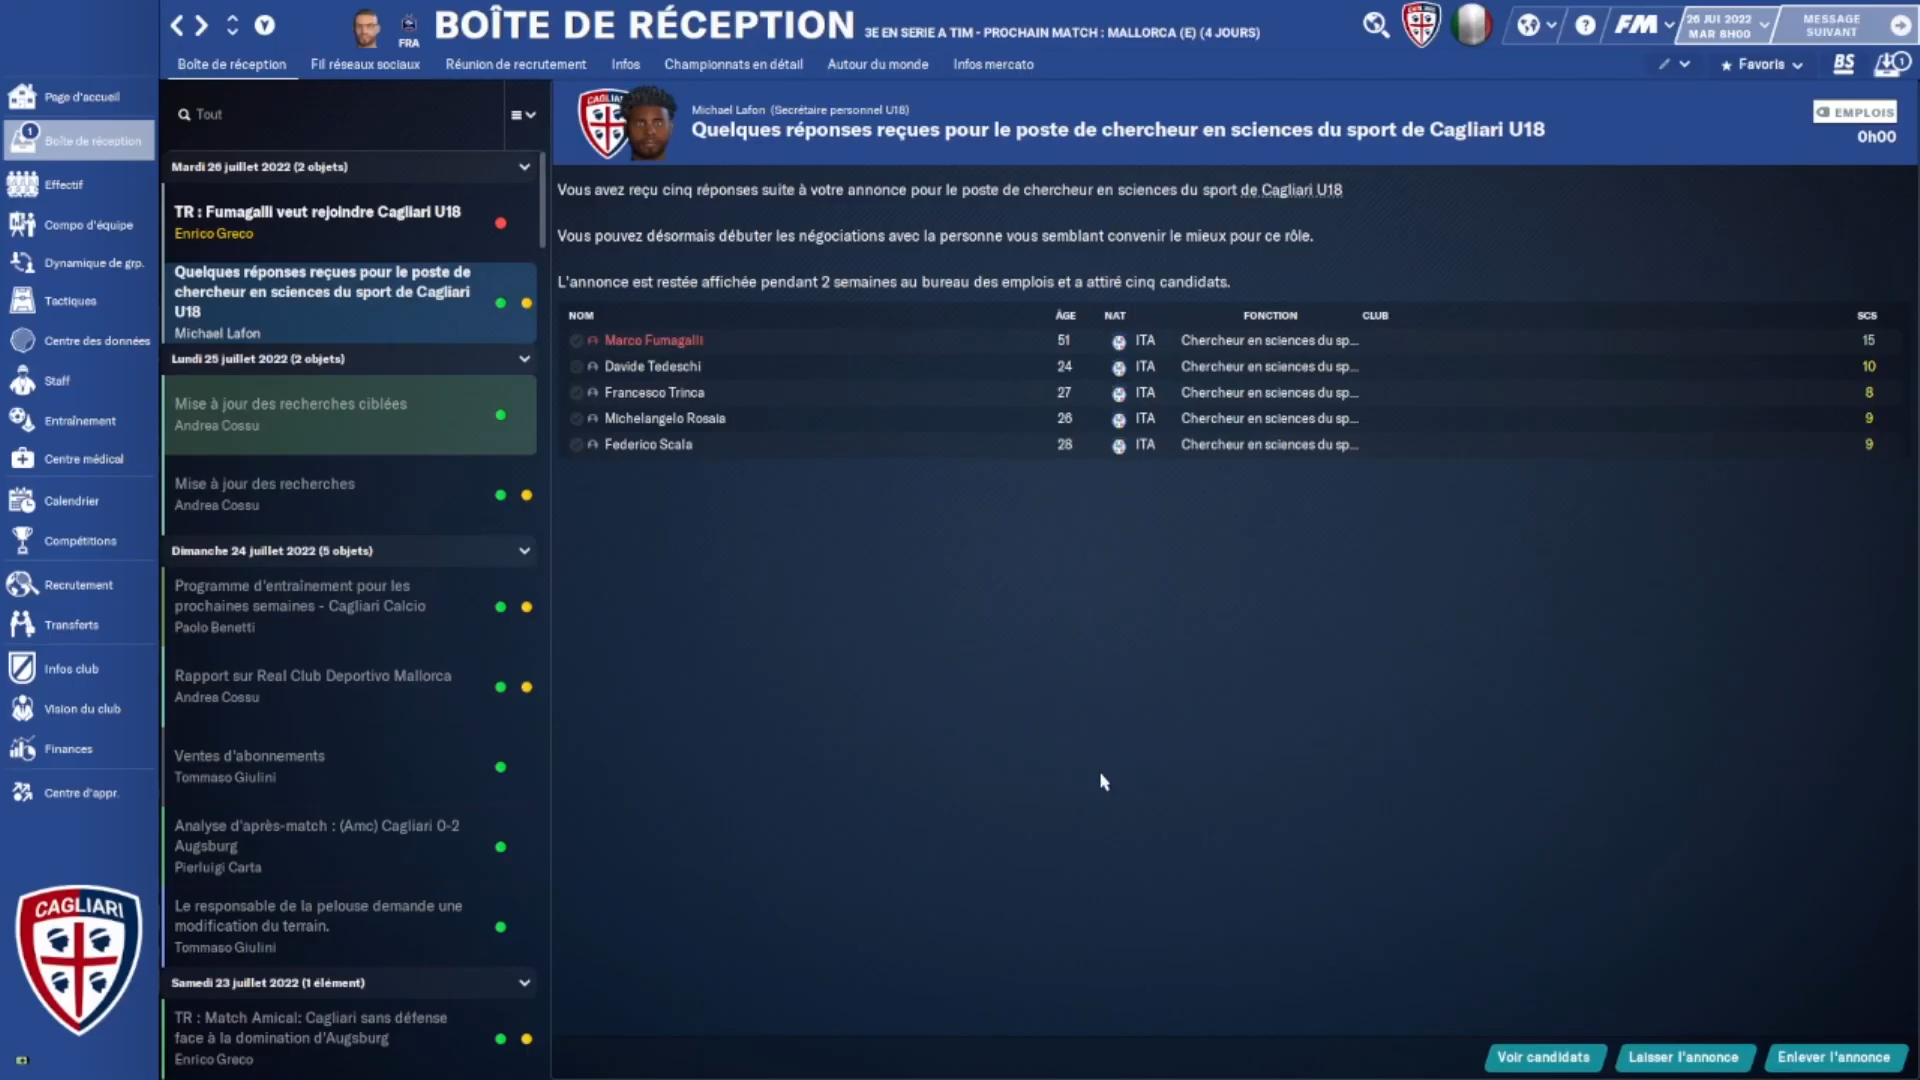 BOÎTE DE RÉCEPTION
3E EN SERIE A TIM - PROCHAIN MATCH : MALLORCA (E) (4 JOURS)
FRA
FM
26 JUI 2022
MAR 8H00
MESSAGE
SUIVANT
Boîte de réception
Fil réseaux sociaux
Réunion de recrutement
Infos
Championnats en détail
Autour du monde
Infos mercato
Favoris
BS
1
Page d'accueil
1
Boîte de réception
Effectif
Compo d'équipe
Dynamique de grp.
Tactiques
Centre des données
Staff
Entraînement
Centre médical
Calendrier
Compétitions
Recrutement
Transferts
Infos club
Vision du club
Finances
Centre d'appr.
CAGLIARI
Tout
Mardi 26 juillet 2022 (2 objets)
TR : Fumagalli veut rejoindre Cagliari U18
Enrico Greco
Quelques réponses reçues pour le poste de
chercheur en sciences du sport de Cagliari
U18
Michael Lafon
Lundi 25 juillet 2022 (2 objets)
Mise à jour des recherches ciblées
Andrea Cossu
Mise à jour des recherches
Andrea Cossu
Dimanche 24 juillet 2022 (5 objets)
Programme d'entraînement pour les
prochaines semaines - Cagliari Calcio
Paolo Benetti
Rapport sur Real Club Deportivo Mallorca
Andrea Cossu
Ventes d'abonnements
Tommaso Giulini
Analyse d'après-match : (Amc) Cagliari 0-2
Augsburg
Pierluigi Carta
Le responsable de la pelouse demande une
modification du terrain.
Tommaso Giulini
Samedi 23 juillet 2022 (1 élément)
TR : Match Amical: Cagliari sans défense
face à la domination d'Augsburg
Enrico Greco
Michael Lafon (Secrétaire personnel U18)
Quelques réponses reçues pour le poste de chercheur en sciences du sport de Cagliari U18
EMPLOIS
0h00
Vous avez reçu cinq réponses suite à votre annonce pour le poste de chercheur en sciences du sport de Cagliari U18
Vous pouvez désormais débuter les négociations avec la personne vous semblant convenir le mieux pour ce rôle.
L'annonce est restée affichée pendant 2 semaines au bureau des emplois et a attiré cinq candidats.
NOM ÂGE NAT FONCTION CLUB SCS
Marco Fumagalli 51 ITA Chercheur en sciences du sp... 15
Davide Tedeschi 24 ITA Chercheur en sciences du sp... 10
Francesco Trinca 27 ITA Chercheur en sciences du sp... 8
Michelangelo Rosaia 26 ITA Chercheur en sciences du sp... 9
Federico Scala 28 ITA Chercheur en sciences du sp... 9
Voir candidats
Laisser l'annonce
Enlever l'annonce